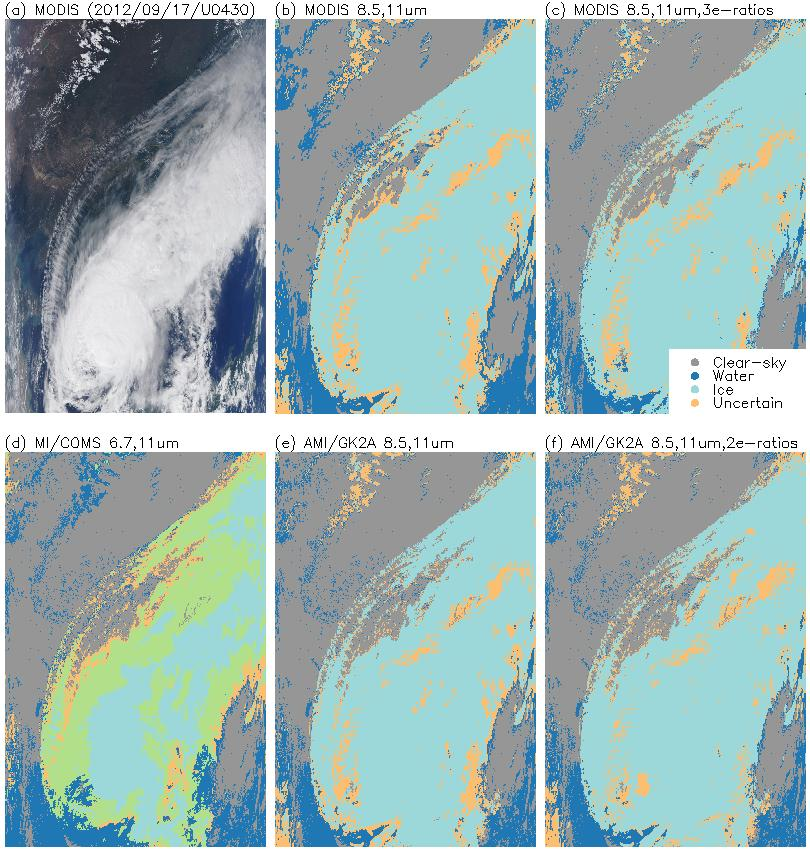 (a) MODIS (2012/09/17/U0430)
(b) MODIS 8.5,11um
(c) MODIS 8.5,11um,3e-ratios
Clear-sky
Water
Ice
Uncertain
(d) MI/COMS 6.7,11um
(e) AMI/GK2A 8.5,11um
(f) AMI/GK2A 8.5,11um,2e-ratios